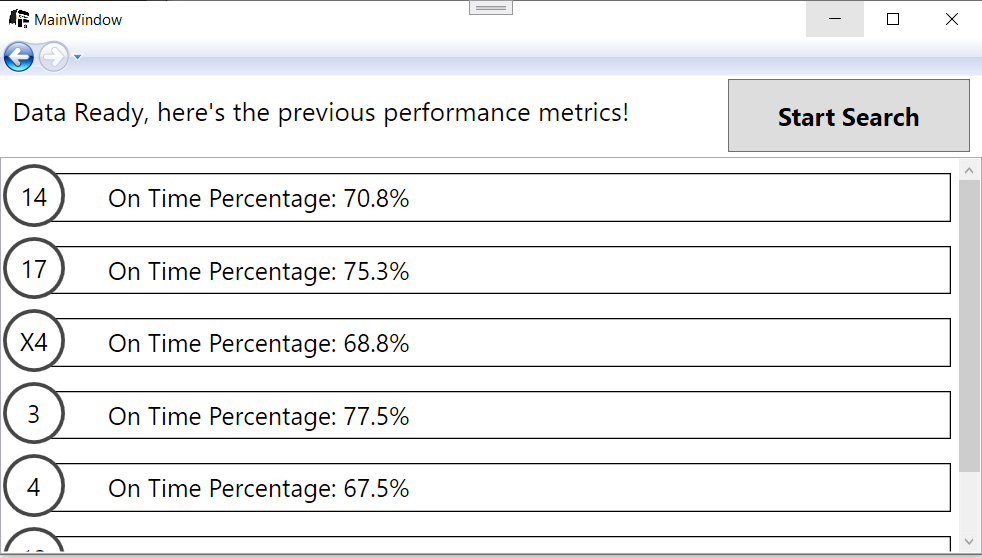 MainWindow
Data Ready, here's the previous performance metrics!
Start Search
14 On Time Percentage: 70.8%
17 On Time Percentage: 75.3%
X4 On Time Percentage: 68.8%
3 On Time Percentage: 77.5%
4 On Time Percentage: 67.5%